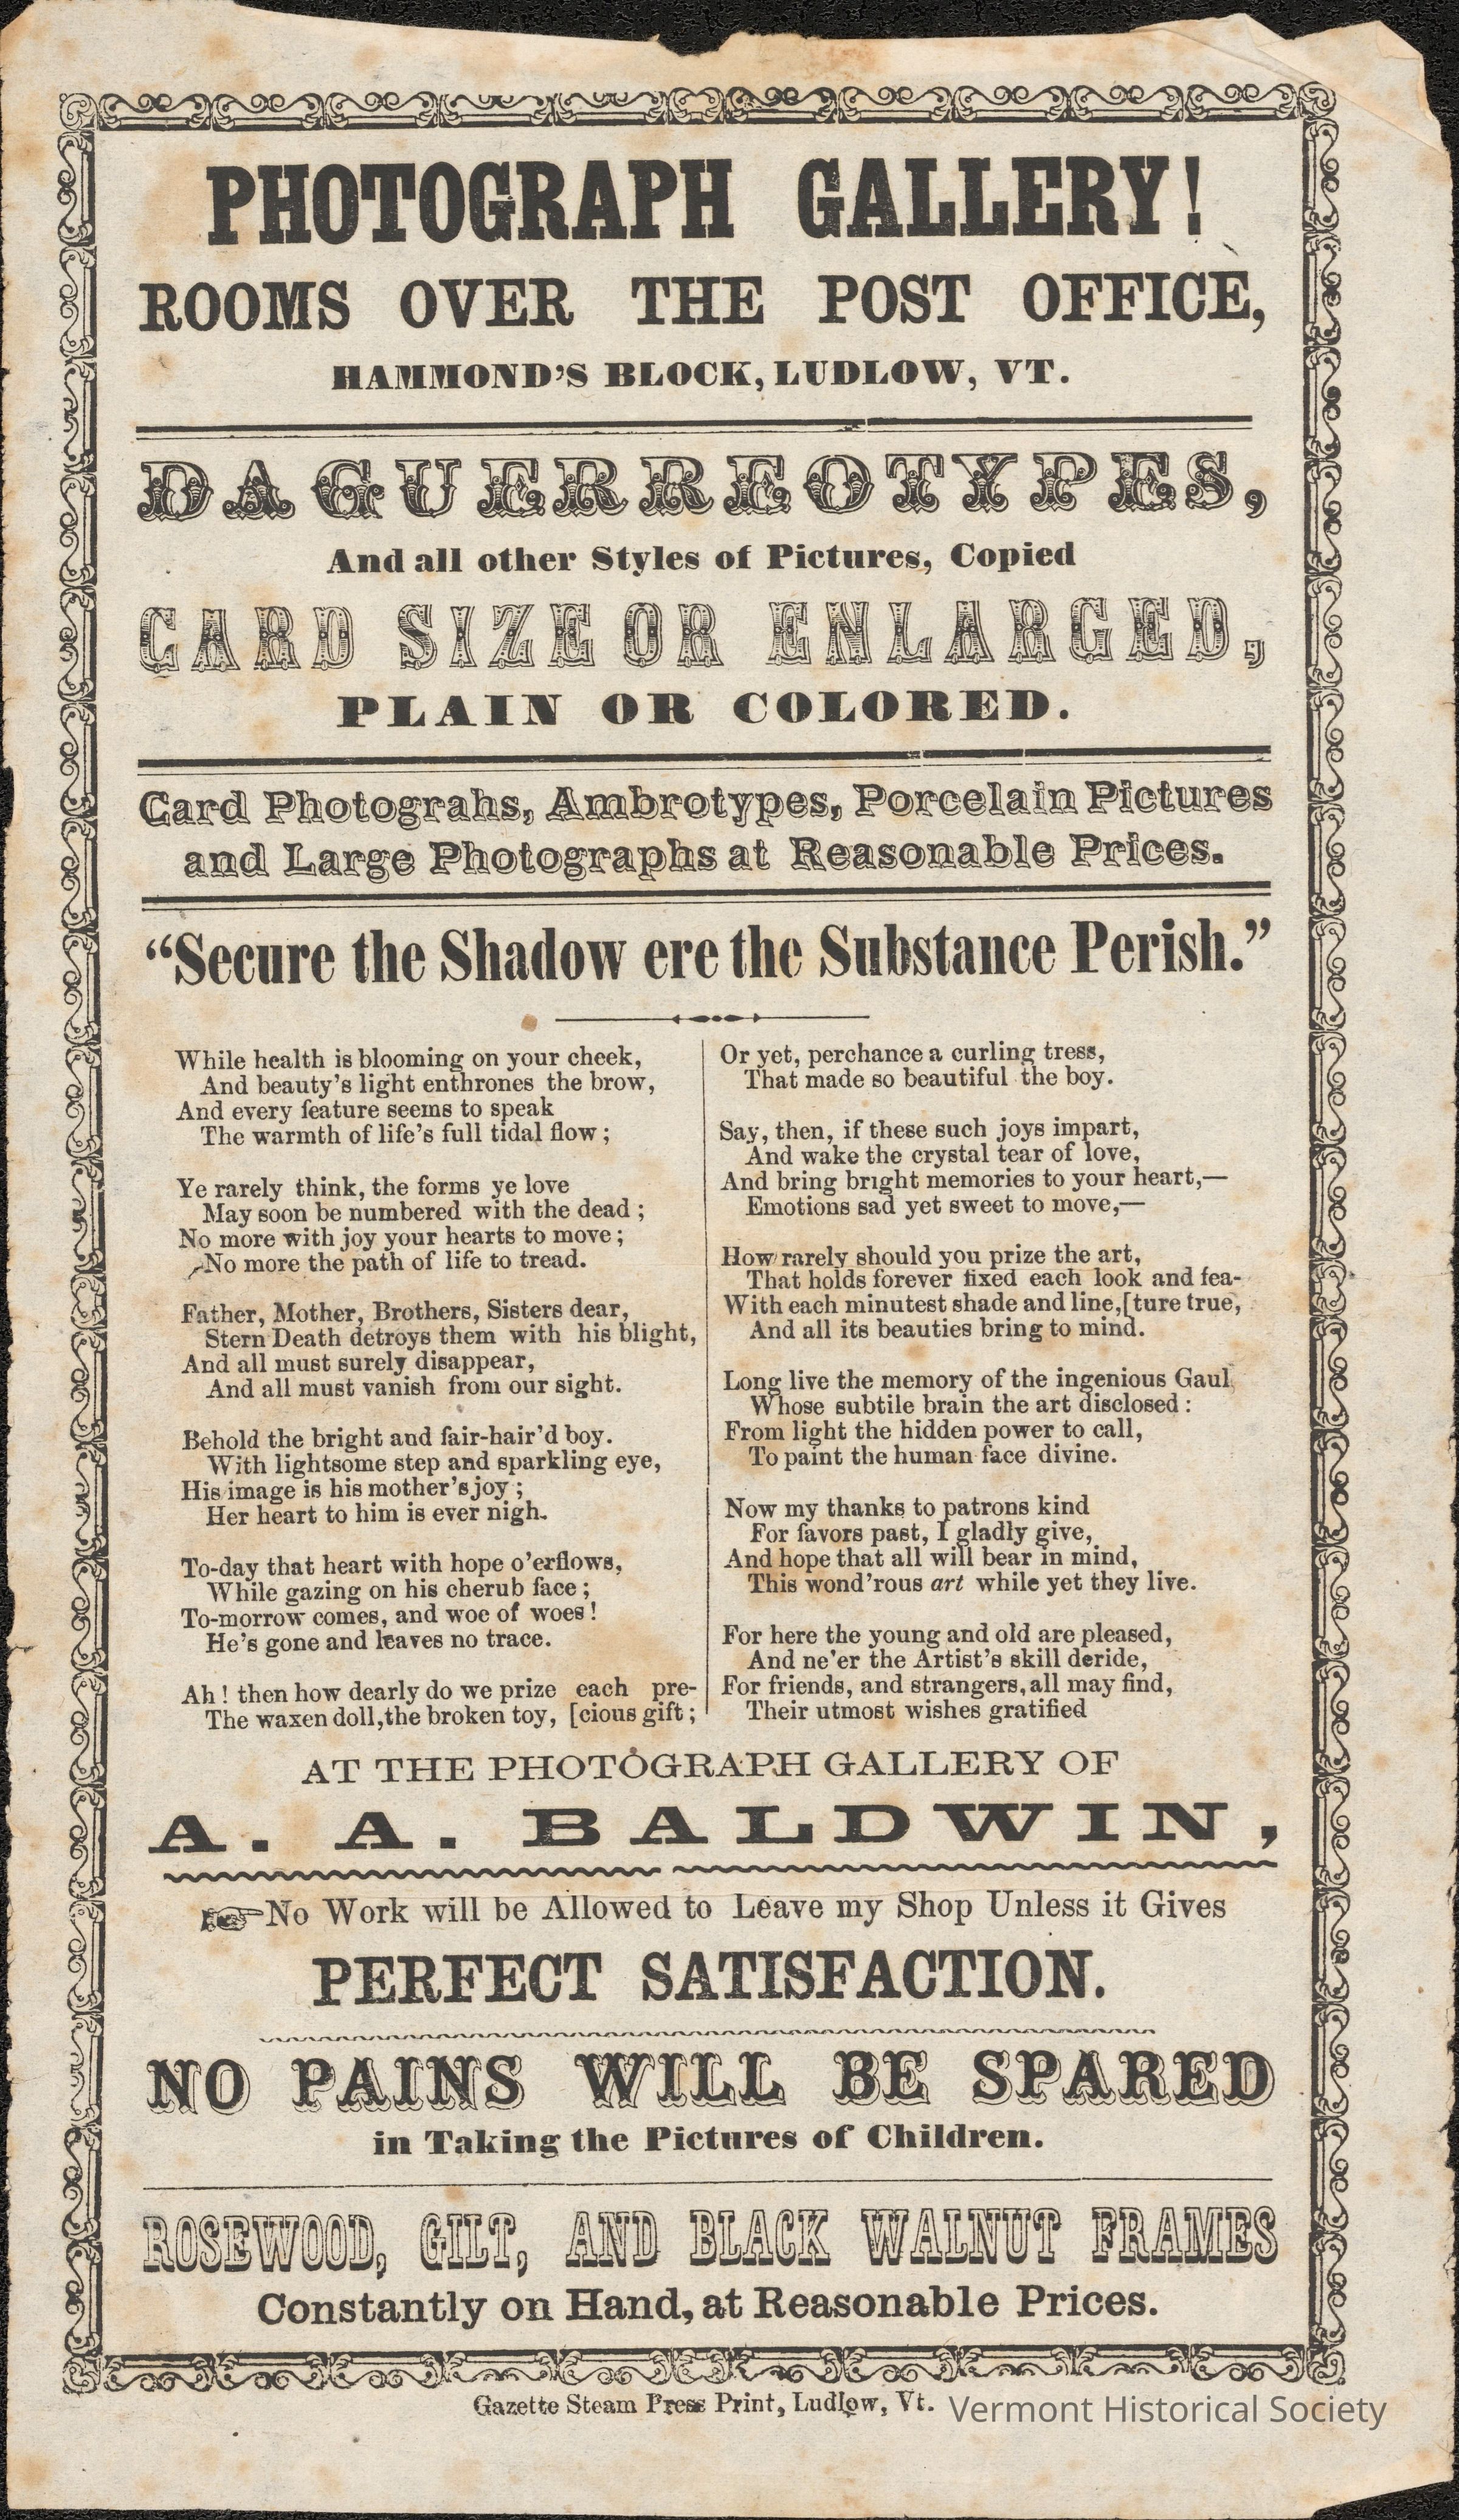 PHOTOGRAPH GALLERY!
ROOMS OVER THE POST OFFICE,
HAMMOND'S BLOCK, LUDLOW, VT.
DAGUERREOTYPES,
And all other Styles of Pictures, Copied
CARD SIZE OR ENLARGED,
PLAIN OR COLORED.
Card Photograhs, Ambrotypes, Porcelain Pictures
and Large Photographs at Reasonable Prices.
"Secure the Shadow ere the Substance Perish."
While health is blooming on your cheek,
And beauty's light enthrones the brow,
And every feature seems to speak
The warmth of life's full tidal flow;
Ye rarely think, the forms ye love
May soon be numbered with the dead;
No more with joy your hearts to move;
No more the path of life to tread.
Father, Mother, Brothers, Sisters dear,
Stern Death detroys them with his blight,
And all must surely disappear,
And all must vanish from our sight.
Behold the bright and fair-hair'd boy.
With lightsome step and sparkling eye,
His image is his mother's joy;
Her heart to him is ever nigh.
To-day that heart with hope o'erflows,
While gazing on his cherub face;
To-morrow comes, and woe of woes!
He's gone and leaves no trace.
Ah! then how dearly do we prize each pre-
The waxen doll, the broken toy, [cious gift;
Or yet, perchance a curling tress,
That made so beautiful the boy.
Say, then, if these such joys impart,
And wake the crystal tear of love,
And bring bright memories to your heart,—
Emotions sad yet sweet to move,—
How rarely should you prize the art,
That holds forever fixed each look and fea-
With each minutest shade and line, [ture true,
And all its beauties bring to mind.
Long live the memory of the ingenious Gaul
Whose subtile brain the art disclosed:
From light the hidden power to call,
To paint the human face divine.
Now my thanks to patrons kind
For favors past, I gladly give,
And hope that all will bear in mind,
This wond'rous art while yet they live.
For here the young and old are pleased,
And ne'er the Artist's skill deride,
For friends, and strangers, all may find,
Their utmost wishes gratified
AT THE PHOTOGRAPH GALLERY OF
A. A. BALDWIN,
☞No Work will be Allowed to Leave my Shop Unless it Gives
PERFECT SATISFACTION.
NO PAINS WILL BE SPARED
in Taking the Pictures of Children.
ROSEWOOD, GILT, AND BLACK WALNUT FRAMES
Constantly on Hand, at Reasonable Prices.
Gazette Steam Press Print, Ludlow, Vt.
Vermont Historical Society